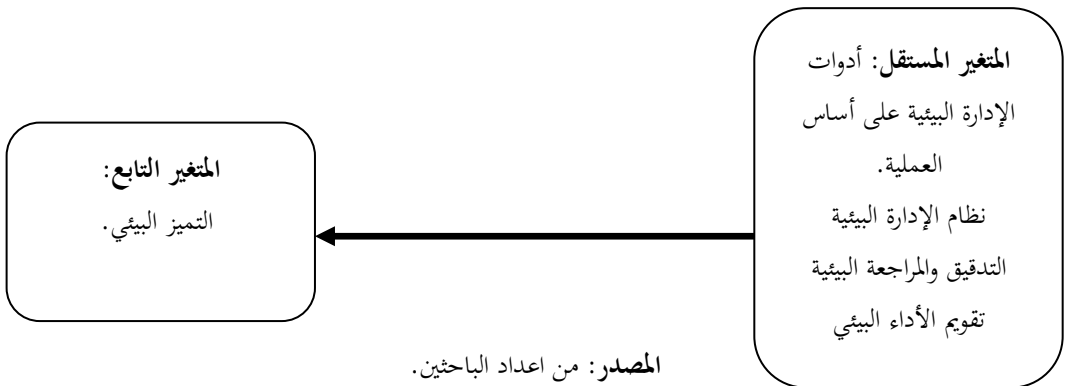 المتغير المستقل: أدوات
الإدارة البيئية على أساس
العملية.
نظام الإدارة البيئية
التدقيق والمراجعة البيئية
تقويم الأداء البيئي
المتغير التابع:
التميز البيئي.
المصدر: من اعداد الباحثين.